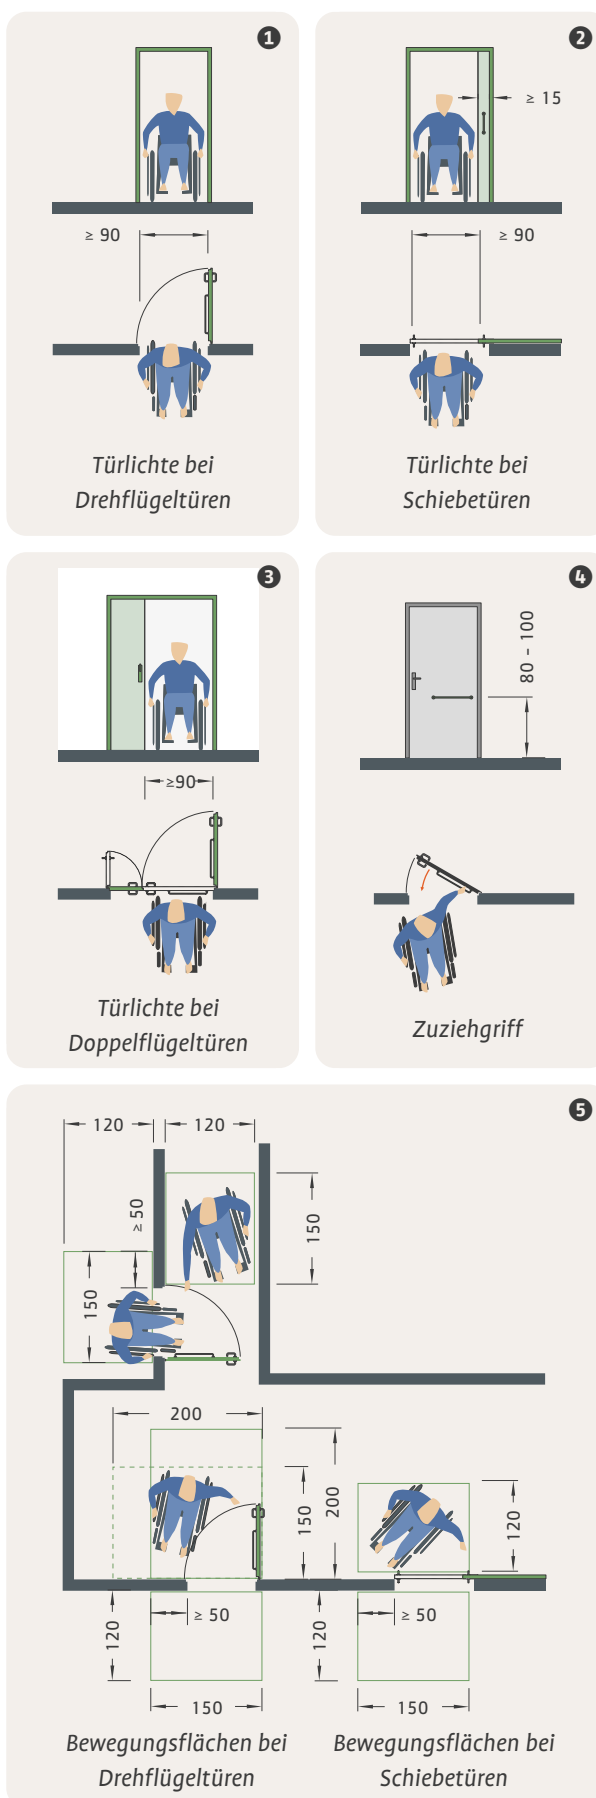 1
≥ 90
Türlichte bei
Drehflügeltüren
2
≥ 15
≥ 90
Türlichte bei
Schiebetüren
3
≥90
Türlichte bei
Doppelflügeltüren
4
80 - 100
Zuziehgriff
5
120
120
≥ 50
150
150
200
150
200
120
≥ 50
≥ 50
120
120
150
150
Bewegungsflächen bei
Drehflügeltüren
Bewegungsflächen bei
Schiebetüren